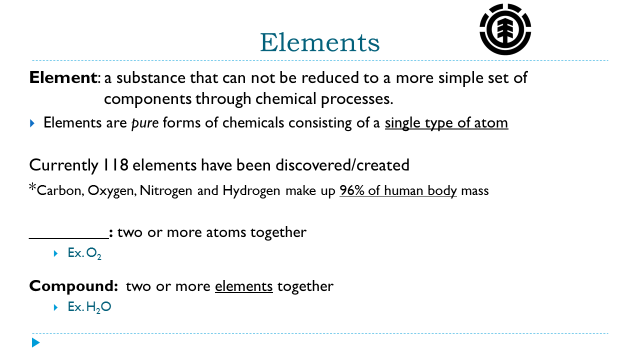 Elements
Element: a substance that can not be reduced to a more simple set of
components through chemical processes.
Elements are pure forms of chemicals consisting of a single type of atom
Currently 118 elements have been discovered/created
*Carbon, Oxygen, Nitrogen and Hydrogen make up 96% of human body mass
_________: two or more atoms together
Ex. O₂
Compound: two or more elements together
Ex. H₂O